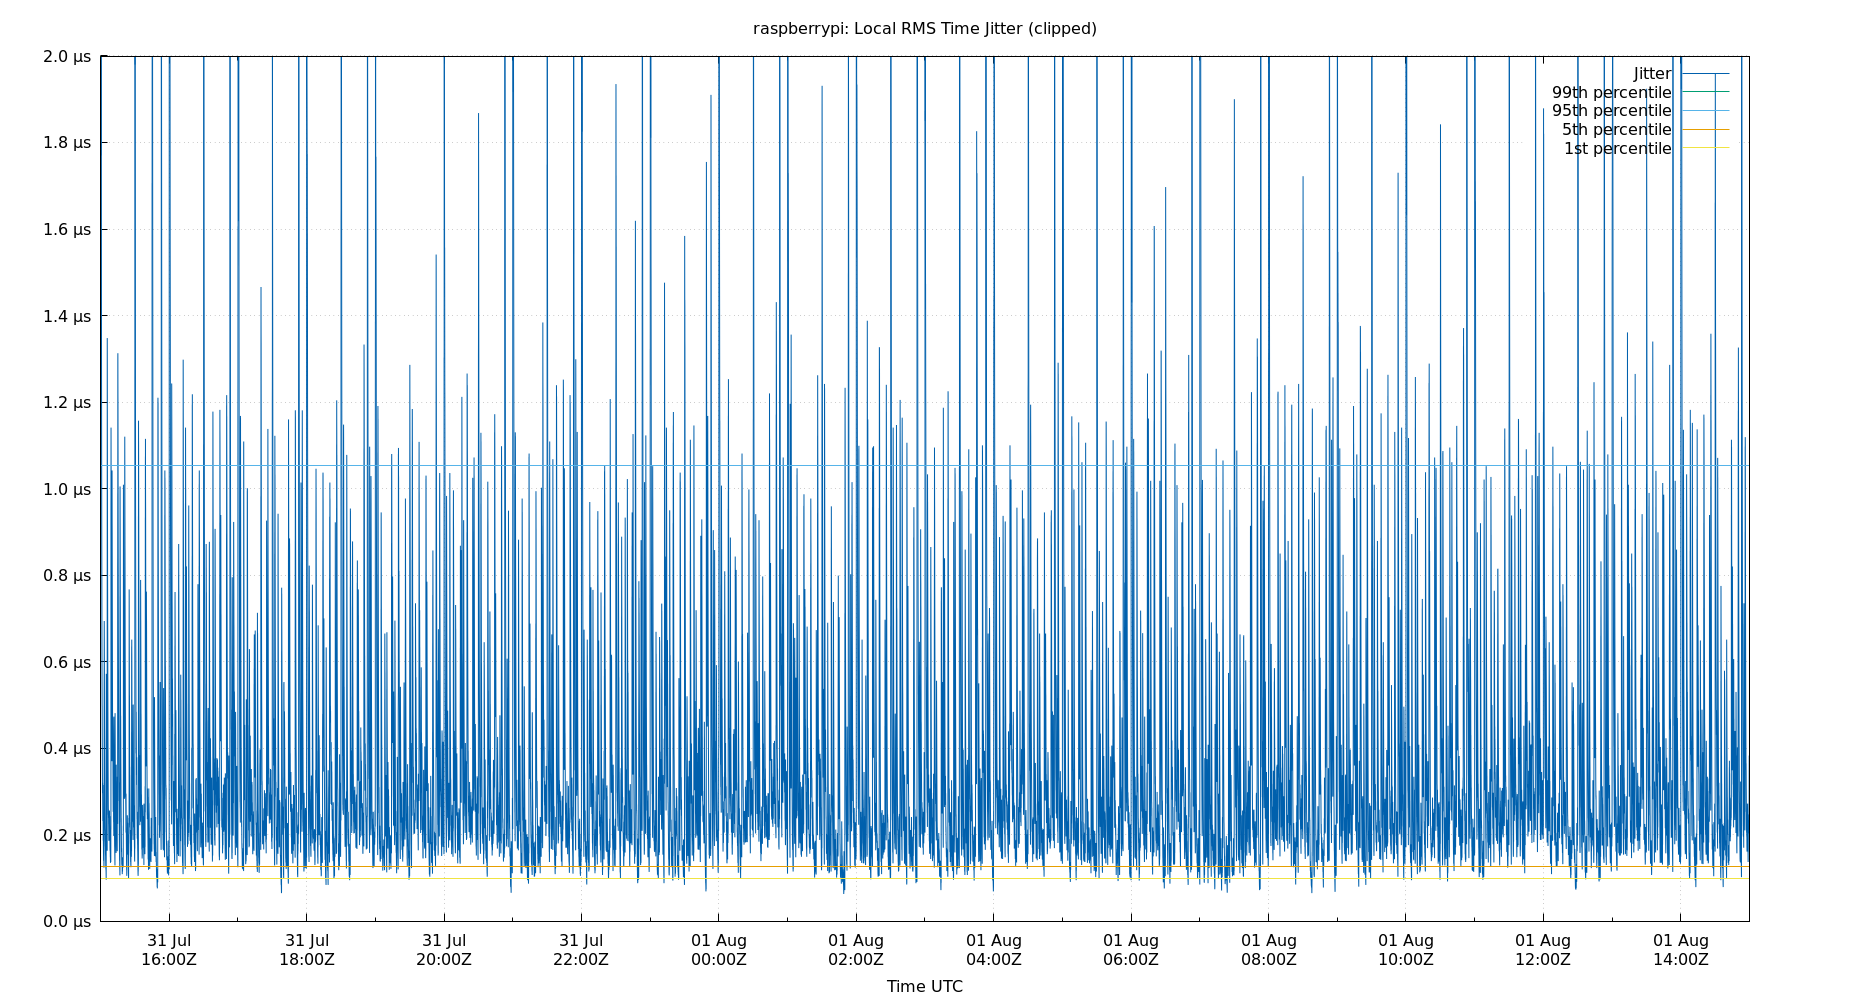 raspberrypi: Local RMS Time Jitter (clipped)
2.0 µs
1.8 µs
1.6 µs
1.4 µs
1.2 µs
1.0 µs
0.8 µs
0.6 µs
0.4 µs
0.2 µs
0.0 µs
Jitter
99th percentile
95th percentile
5th percentile
1st percentile
31 Jul 31 Jul 31 Jul 31 Jul 01 Aug 01 Aug 01 Aug 01 Aug 01 Aug 01 Aug 01 Aug 01 Aug
16:00Z 18:00Z 20:00Z 22:00Z 00:00Z 02:00Z 04:00Z 06:00Z 08:00Z 10:00Z 12:00Z 14:00Z
Time UTC